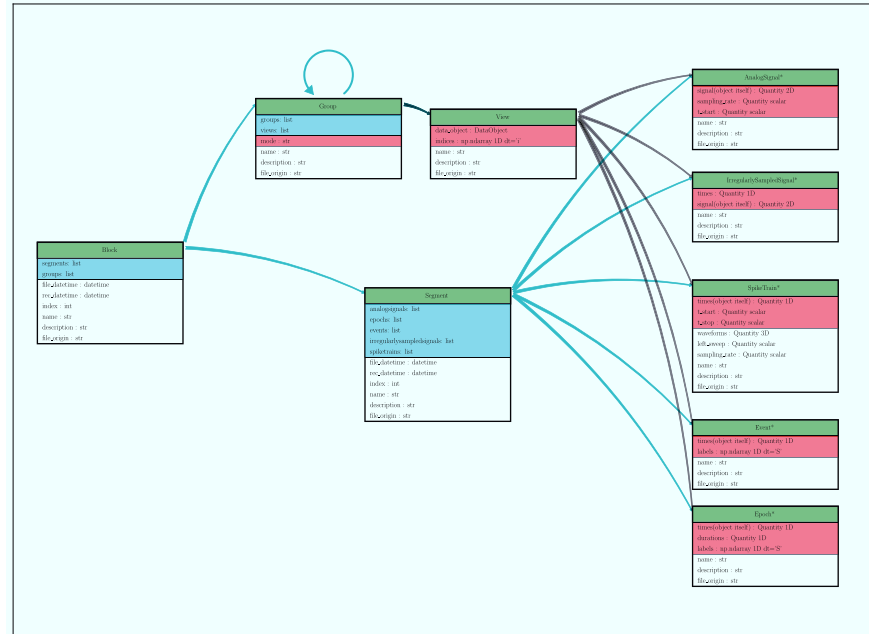 Block
segments: list
groups: list
file_datetime : datetime
rec_datetime : datetime
index : int
name : str
description : str
file_origin : str
Group
groups: list
views: list
mode : str
name : str
description : str
file_origin : str
View
data_object : DataObject
indices : np.ndarray 1D dt='i'
name : str
description : str
file_origin : str
Segment
analogsignals: list
epochs: list
events: list
irregularlysampledsignals: list
spiketrains: list
file_datetime : datetime
rec_datetime : datetime
index : int
name : str
description : str
file_origin : str
AnalogSignal*
signal(object itself) : Quantity 2D
sampling_rate : Quantity scalar
t_start : Quantity scalar
name : str
description : str
file_origin : str
IrregularlySampledSignal*
times : Quantity 1D
signal(object itself) : Quantity 2D
name : str
description : str
file_origin : str
SpikeTrain*
times(object itself) : Quantity 1D
t_start : Quantity scalar
t_stop : Quantity scalar
waveforms : Quantity 3D
left_sweep : Quantity scalar
sampling_rate : Quantity scalar
name : str
description : str
file_origin : str
Event*
times(object itself) : Quantity 1D
labels : np.ndarray 1D dt='S'
name : str
description : str
file_origin : str
Epoch*
times(object itself) : Quantity 1D
durations : Quantity 1D
labels : np.ndarray 1D dt='S'
name : str
description : str
file_origin : str